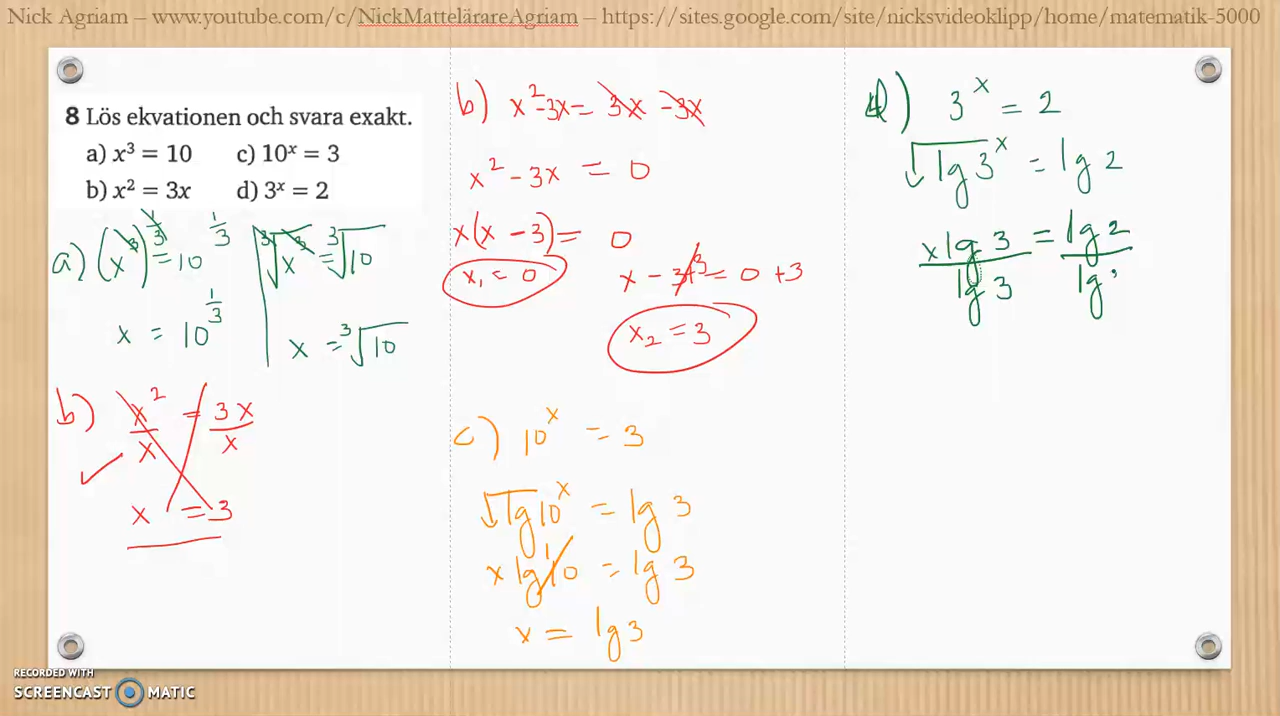 Nick Agriam – www.youtube.com/c/NickMattelärareAgriam – https://sites.google.com/site/nicksvideoklipp/home/matematik-5000
8 Lös ekvationen och svara exakt.
a) x³ = 10 c) 10ˣ = 3
b) x² = 3x d) 3ˣ = 2
a) (x³)^(1/3) = 10^(1/3)
x = 10^(1/3)
³√x³ = ³√10
x = ³√10
b) x²/x = 3x/x
x = 3
b) x² - 3x = 3x - 3x
x² - 3x = 0
x(x - 3) = 0
x₁ = 0
x - 3+3 = 0 + 3
x₂ = 3
c) 10ˣ = 3
lg 10ˣ = lg 3
x lg 10 = lg 3
x = lg 3
d) 3ˣ = 2
lg 3ˣ = lg 2
x lg 3 = lg 2
lg 3 lg
RECORDED WITH
SCREENCAST MATIC